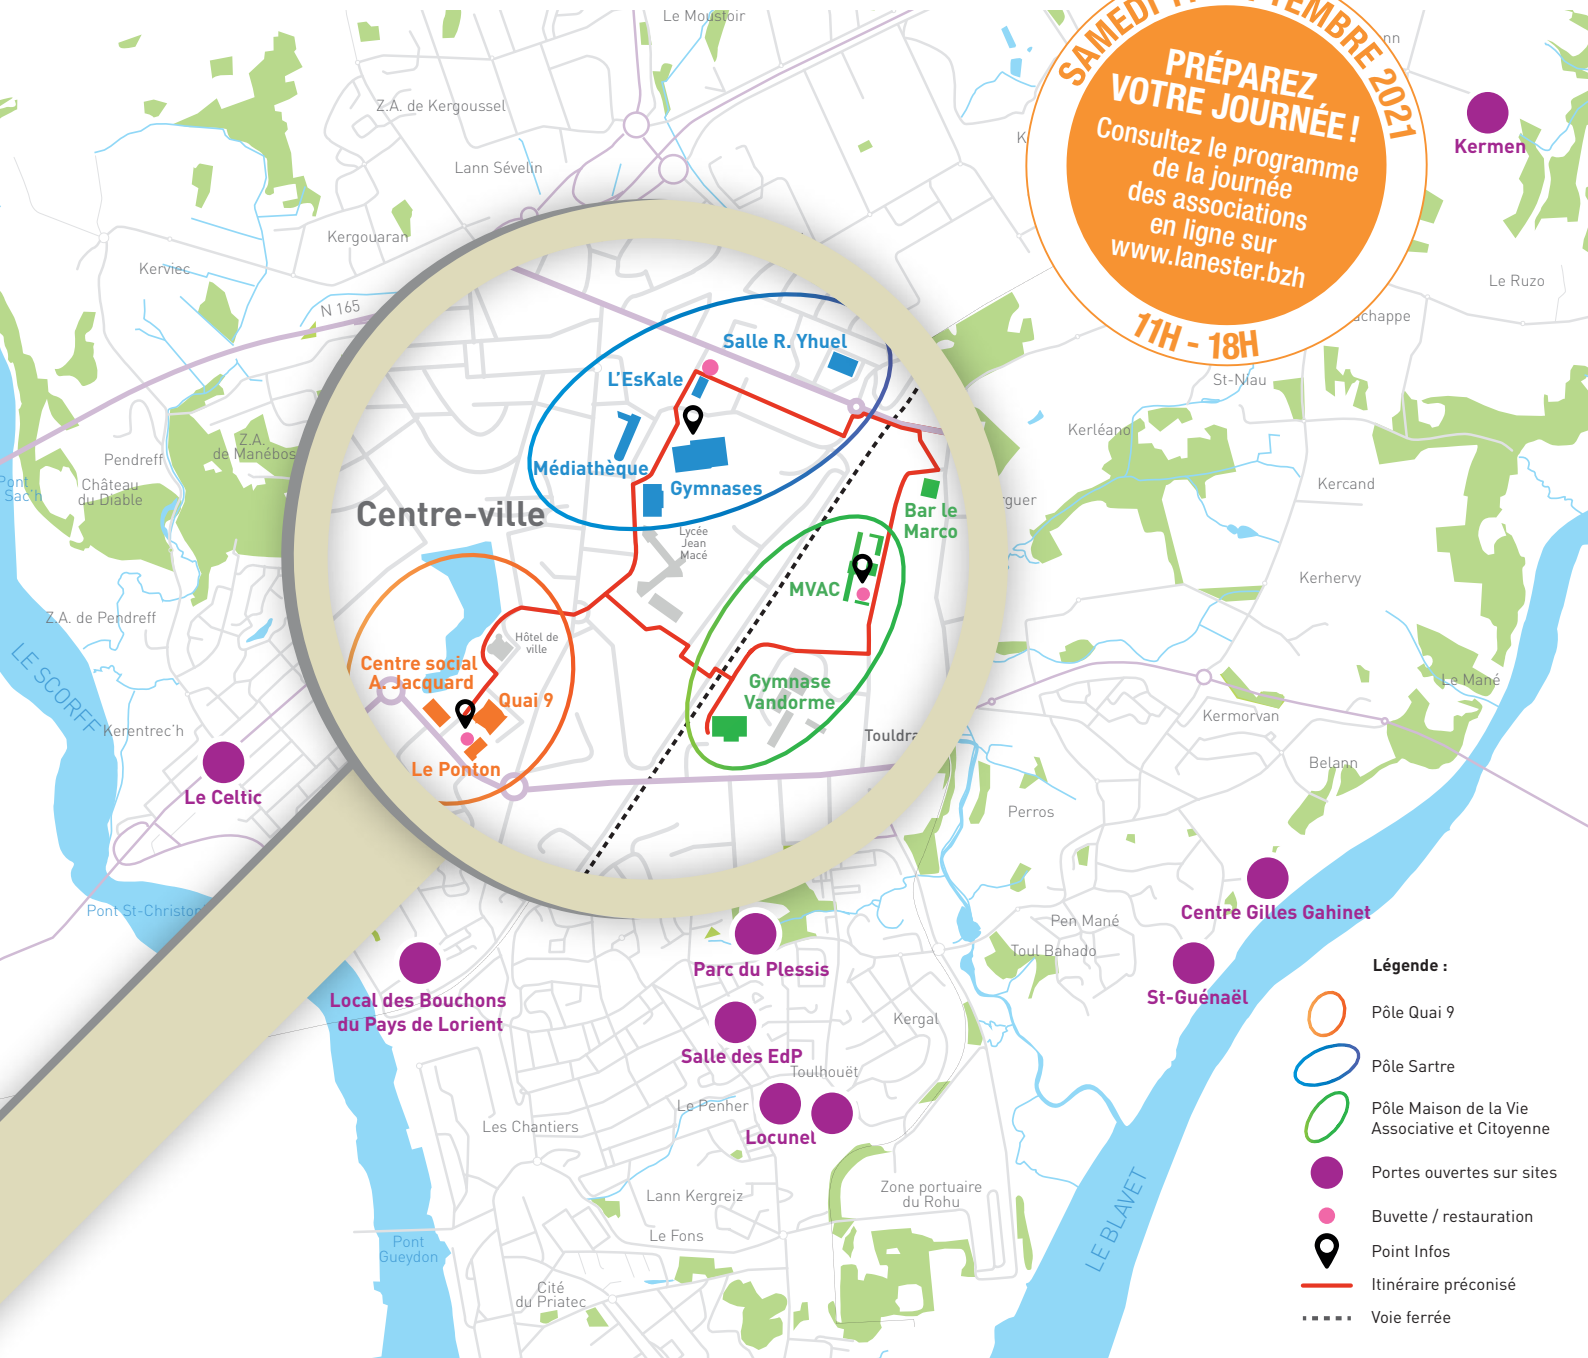 Le Moustoir
SAMEDI
TEMBRE 2021
PRÉPAREZ
VOTRE JOURNÉE !
Consultez le programme
de la journée
des associations
en ligne sur
www.lanester.bzh
11H - 18H
Kermen
Z.A. de Kergoussel
Lann Sévelin
Kergouaran
Kerviec
N 165
Le Ruzo
chappe
St-Niau
Kerléano
Kercand
guer
Kerhervy
Z.A.
de Manébos
Pendreff
Château
du Diable
Pont
Sac'h
Z.A. de Pendreff
LE SCORFF
Kerentrec'h
Le Celtic
Pont St-Christo
Salle R. Yhuel
L'EsKale
Médiathèque
Gymnases
Centre-ville
Lycée
Jean
Macé
Bar le
Marco
MVAC
Hôtel de
ville
Centre social
A. Jacquard
Quai 9
Le Ponton
Gymnase
Vandorme
Touldra
Le Mané
Kermorvan
Belann
Perros
Centre Gilles Gahinet
Pen Mané
Toul Bahado
St-Guénaël
Parc du Plessis
Local des Bouchons
du Pays de Lorient
Kergal
Salle des EdP
Toulhouët
Le Penher
Locunel
Les Chantiers
Lann Kergreiz
Zone portuaire
du Rohu
Le Fons
Pont
Gueydon
Cité
du Priatec
LE BLAVET
Légende :
Pôle Quai 9
Pôle Sartre
Pôle Maison de la Vie
Associative et Citoyenne
Portes ouvertes sur sites
Buvette / restauration
Point Infos
Itinéraire préconisé
Voie ferrée